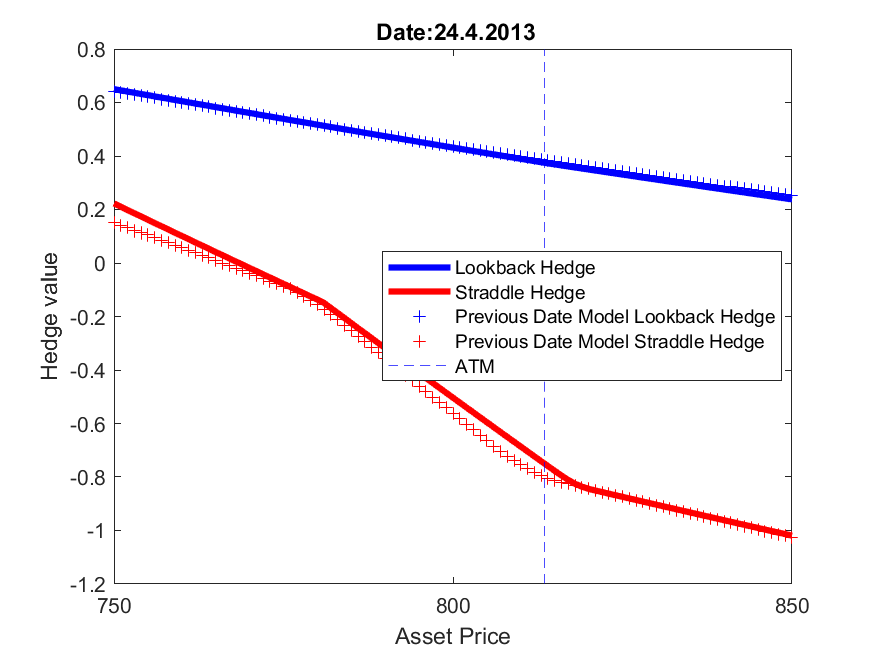 Date:24.4.2013
0.8
0.6
0.4
0.2
0
-0.2
-0.4
-0.6
-0.8
-1
-1.2
Hedge value
Lookback Hedge
Straddle Hedge
Previous Date Model Lookback Hedge
Previous Date Model Straddle Hedge
ATM
750
800
850
Asset Price